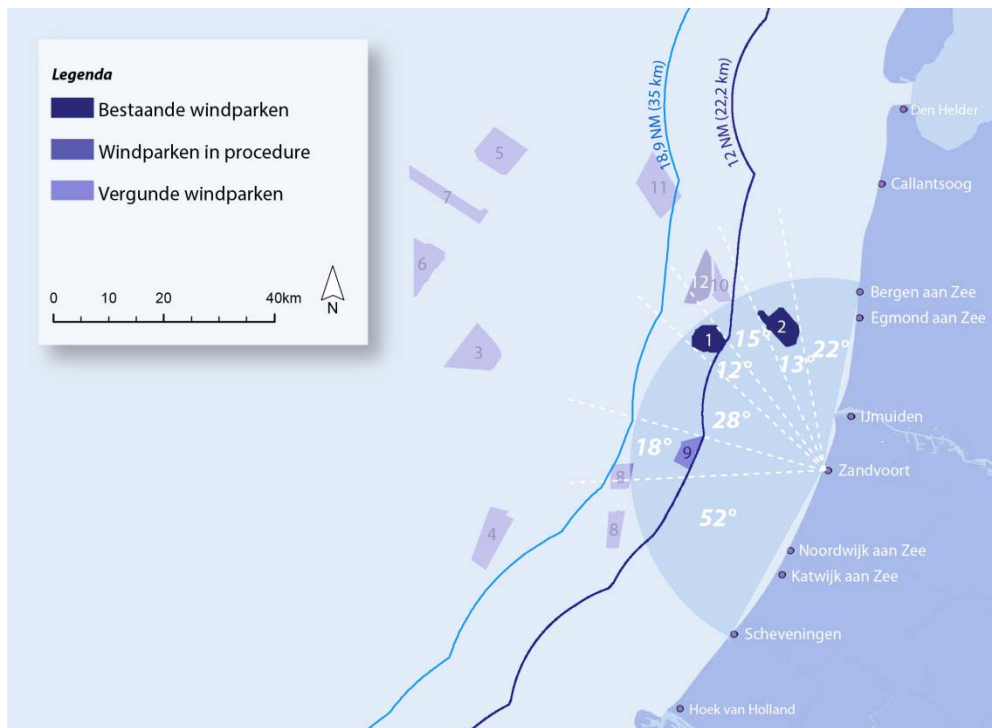 Legenda
Bestaande windparken
Windparken in procedure
Vergunde windparken
0 10 20 40km
N
18,9 NM (35 km)
12 NM (22,2 km)
Den Helder
Callantsoog
Bergen aan Zee
Egmond aan Zee
IJmuiden
Zandvoort
Noordwijk aan Zee
Katwijk aan Zee
Scheveningen
Hoek van Holland
5
11
7
6
12
10
3
1
2
15°
13°
22°
12°
28°
18°
9
8
52°
4
8